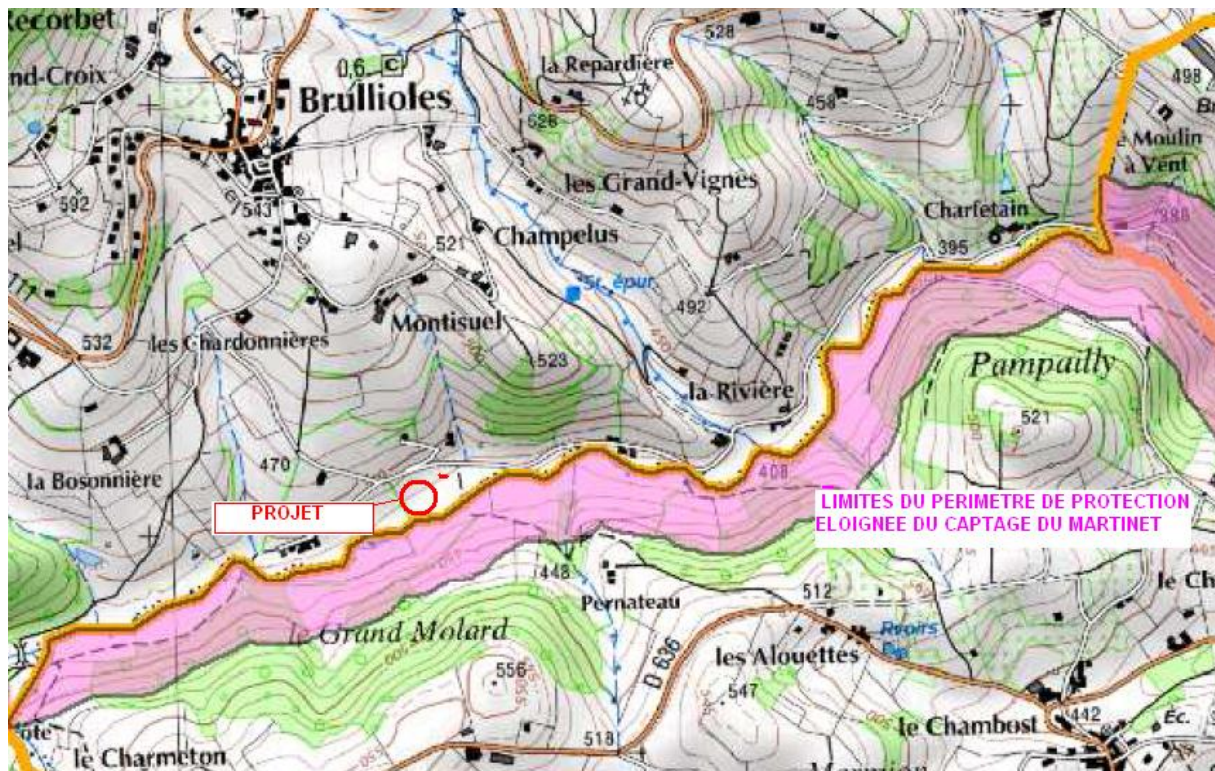 Recorbet
nd-Croix
0,6
C
Brullioles
la Repardière
528
458
498
526
e Moulin
à Vent
les Grand-Vignes
592
543
521
Champelus
Charfetain
395
St. épur.
492
Montisuel
532
les Chardonnières
523
la Rivière
Pampailly
521
470
la Bosonnière
408
PROJET
LIMITES DU PERIMETRE DE PROTECTION
ELOIGNEE DU CAPTAGE DU MARTINET
448
Pernateau
512
le Ch
le Grand Molard
D 636
les Alouettes
556
547
le Chambost
442
Éc.
518
le Charmeton